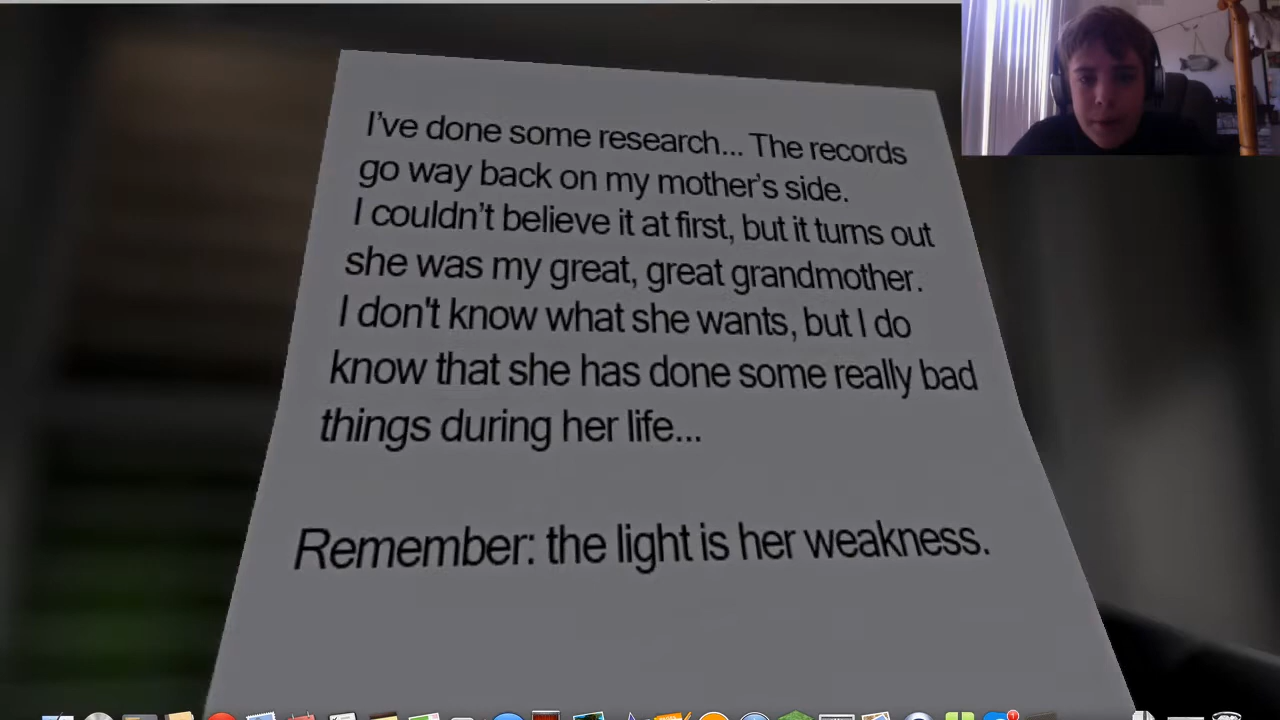 I've done some research... The records
go way back on my mother's side.
I couldn't believe it at first, but it turns out
she was my great, great grandmother.
I don't know what she wants, but I do
know that she has done some really bad
things during her life...
Remember: the light is her weakness.